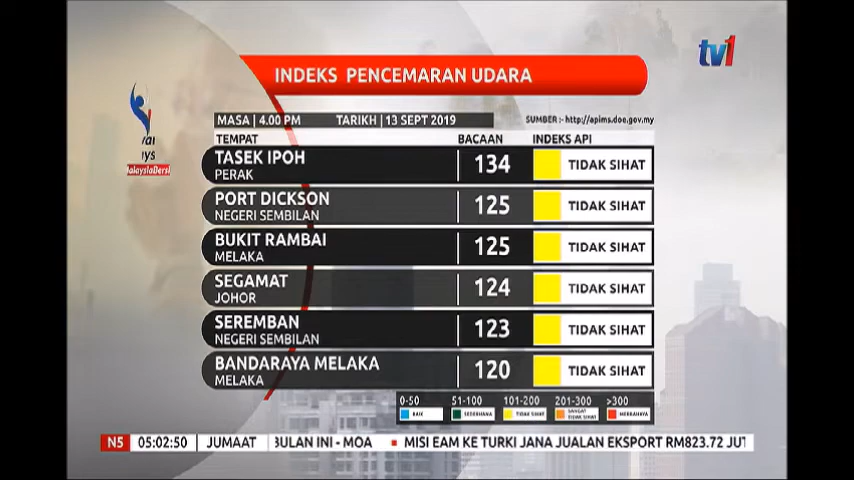 tv1
INDEKS PENCEMARAN UDARA
MASA | 4.00 PM TARIKH | 13 SEPT 2019 SUMBER :- http://apims.doe.gov.my
TEMPAT BACAAN INDEKS API
TASEK IPOH
PERAK
134 TIDAK SIHAT
PORT DICKSON
NEGERI SEMBILAN
125 TIDAK SIHAT
BUKIT RAMBAI
MELAKA
125 TIDAK SIHAT
SEGAMAT
JOHOR
124 TIDAK SIHAT
SEREMBAN
NEGERI SEMBILAN
123 TIDAK SIHAT
BANDARAYA MELAKA
MELAKA
120 TIDAK SIHAT
0-50 51-100 101-200 201-300 >300
BAIK SEDERHANA TIDAK SIHAT SANGAT TIDAK SIHAT MERBAHAYA
N5 05:02:50 JUMAAT BULAN INI - MOA MISI EAM KE TURKI JANA JUALAN EKSPORT RM823.72 JUT